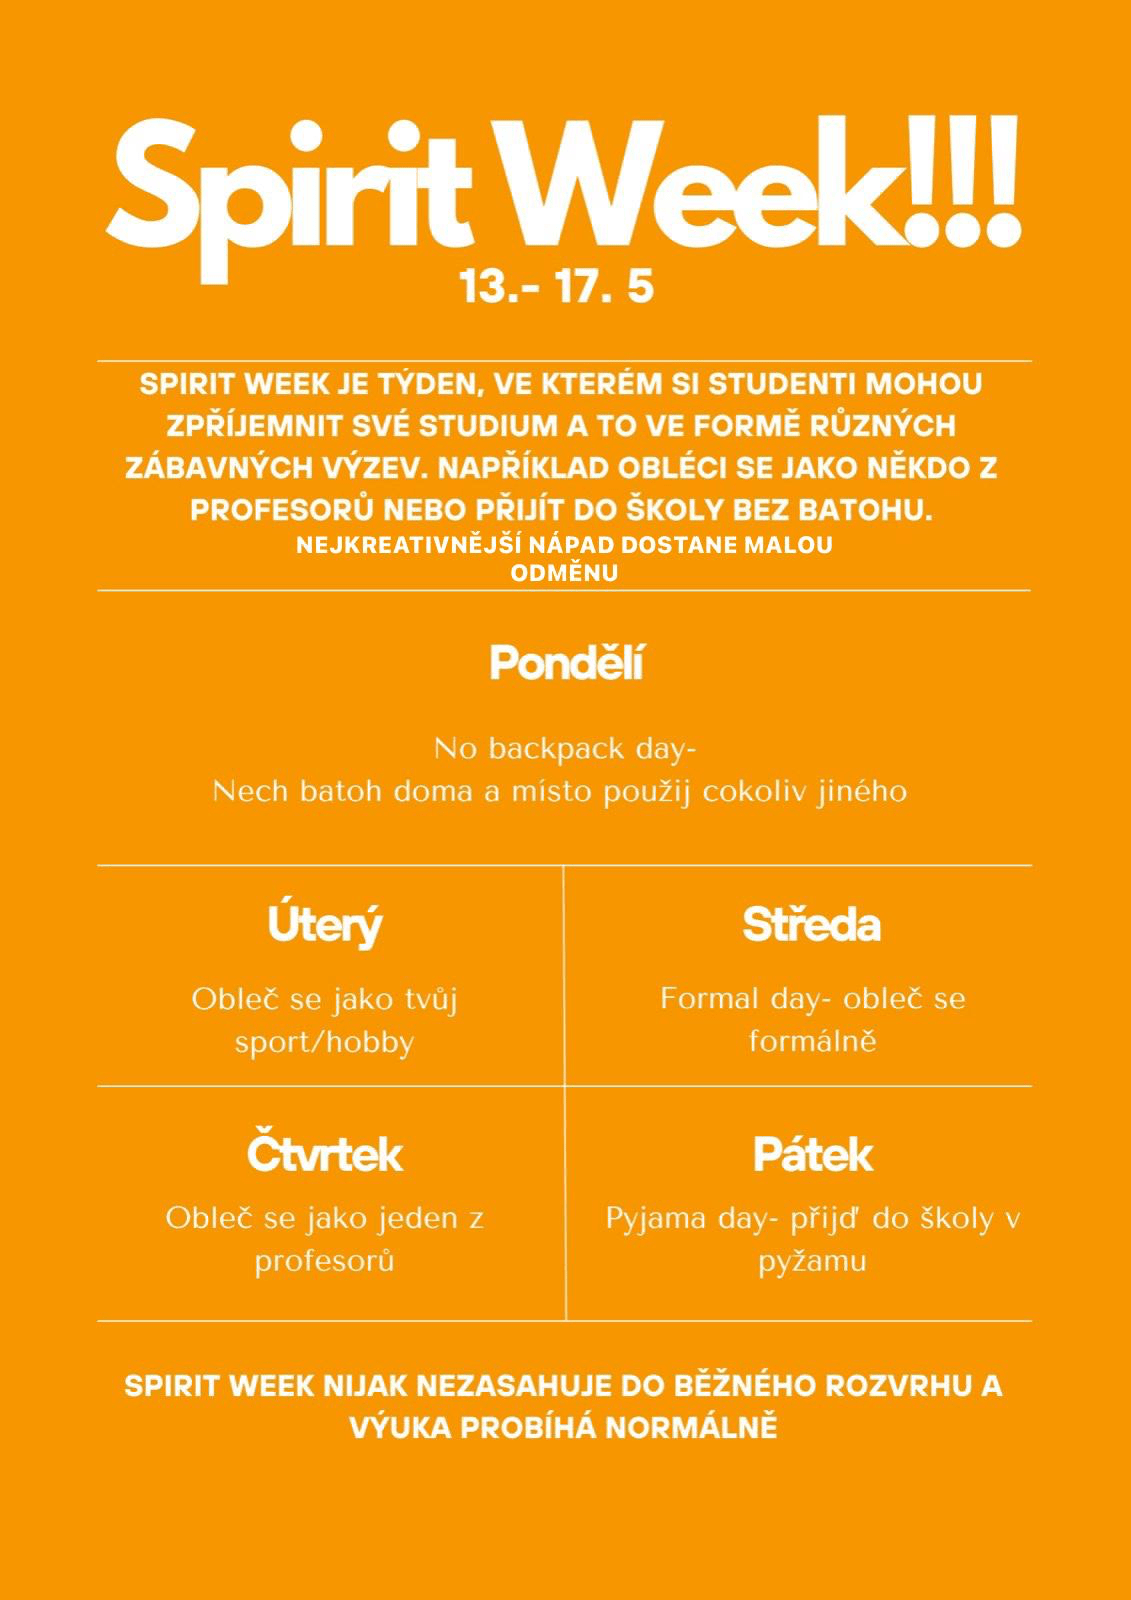 Spirit Week!!!
13.- 17. 5
SPIRIT WEEK JE TÝDEN, VE KTERÉM SI STUDENTI MOHOU
ZPŘÍJEMNIT SVÉ STUDIUM A TO VE FORMĚ RŮZNÝCH
ZÁBAVNÝCH VÝZEV. NAPŘÍKLAD OBLÉCI SE JAKO NĚKDO Z
PROFESORŮ NEBO PŘIJÍT DO ŠKOLY BEZ BATOHU.
NEJKREATIVNĚJŠÍ NÁPAD DOSTANE MALOU
ODMĚNU
Pondělí
No backpack day-
Nech batoh doma a místo použij cokoliv jiného
Úterý
Obleč se jako tvůj
sport/hobby
Středa
Formal day- obleč se
formálně
Čtvrtek
Obleč se jako jeden z
profesorů
Pátek
Pyjama day- přijď do školy v
pyžamu
SPIRIT WEEK NIJAK NEZASAHUJE DO BĚŽNÉHO ROZVRHU A
VÝUKA PROBÍHÁ NORMÁLNĚ